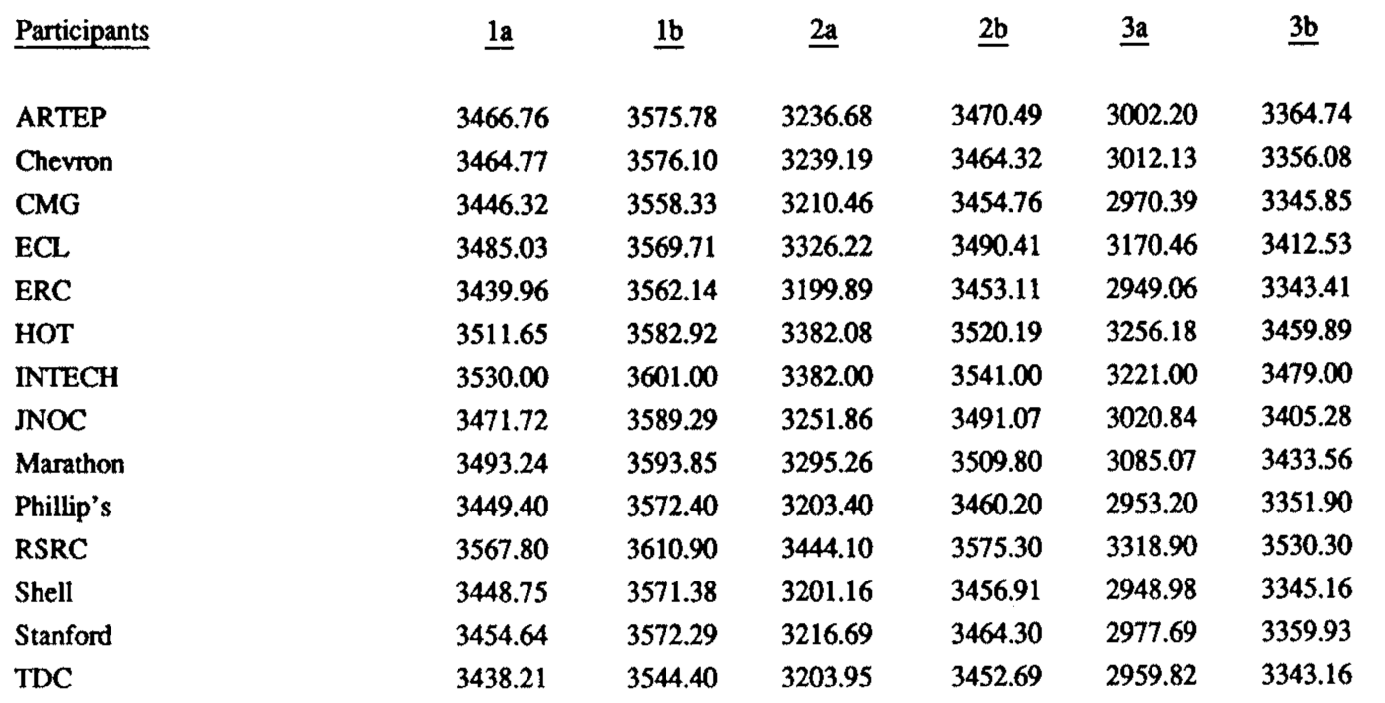 Participants 1a 1b 2a 2b 3a 3b
ARTEP 3466.76 3575.78 3236.68 3470.49 3002.20 3364.74
Chevron 3464.77 3576.10 3239.19 3464.32 3012.13 3356.08
CMG 3446.32 3558.33 3210.46 3454.76 2970.39 3345.85
ECL 3485.03 3569.71 3326.22 3490.41 3170.46 3412.53
ERC 3439.96 3562.14 3199.89 3453.11 2949.06 3343.41
HOT 3511.65 3582.92 3382.08 3520.19 3256.18 3459.89
INTECH 3530.00 3601.00 3382.00 3541.00 3221.00 3479.00
JNOC 3471.72 3589.29 3251.86 3491.07 3020.84 3405.28
Marathon 3493.24 3593.85 3295.26 3509.80 3085.07 3433.56
Phillip's 3449.40 3572.40 3203.40 3460.20 2953.20 3351.90
RSRC 3567.80 3610.90 3444.10 3575.30 3318.90 3530.30
Shell 3448.75 3571.38 3201.16 3456.91 2948.98 3345.16
Stanford 3454.64 3572.29 3216.69 3464.30 2977.69 3359.93
TDC 3438.21 3544.40 3203.95 3452.69 2959.82 3343.16